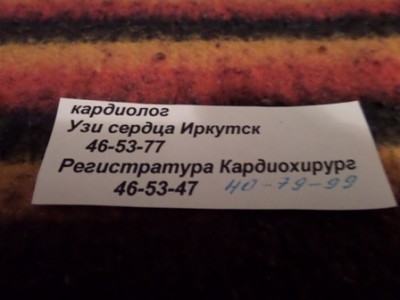 кардиолог
Узи сердца Иркутск
46-53-77
Регистратура Кардиохирург
46-53-47 40-79-99